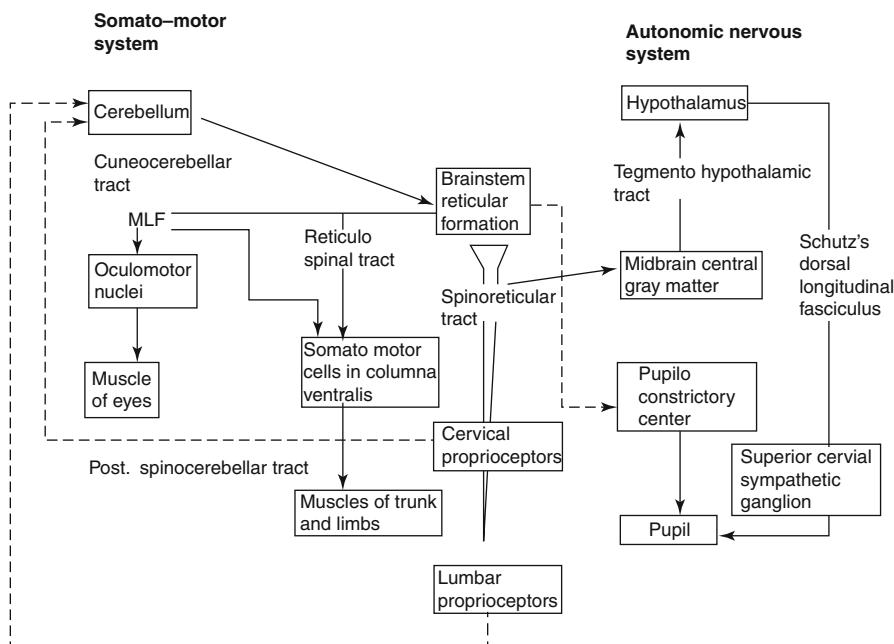 Somato–motor
system
Autonomic nervous
system
Cerebellum
Hypothalamus
Cuneocerebellar
tract
Brainstem
reticular
formation
Tegmento hypothalamic
tract
MLF
Reticulo
spinal tract
Schutz's
dorsal
longitudinal
fasciculus
Oculomotor
nuclei
Midbrain central
gray matter
Spinoreticular
tract
Somato motor
cells in columna
ventralis
Muscle
of eyes
Pupilo
constrictory
center
Cervical
proprioceptors
Post. spinocerebellar tract
Superior cervial
sympathetic
ganglion
Muscles of trunk
and limbs
Pupil
Lumbar
proprioceptors